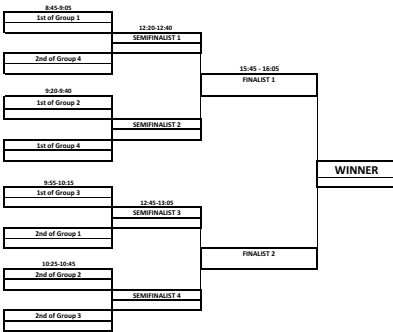 8:45-9:05
1st of Group 1
12:20-12:40
SEMIFINALIST 1
2nd of Group 4
15:45 - 16:05
FINALIST 1
9:20-9:40
1st of Group 2
SEMIFINALIST 2
1st of Group 4
WINNER
9:55-10:15
1st of Group 3
12:45-13:05
SEMIFINALIST 3
2nd of Group 1
FINALIST 2
10:25-10:45
2nd of Group 2
SEMIFINALIST 4
2nd of Group 3